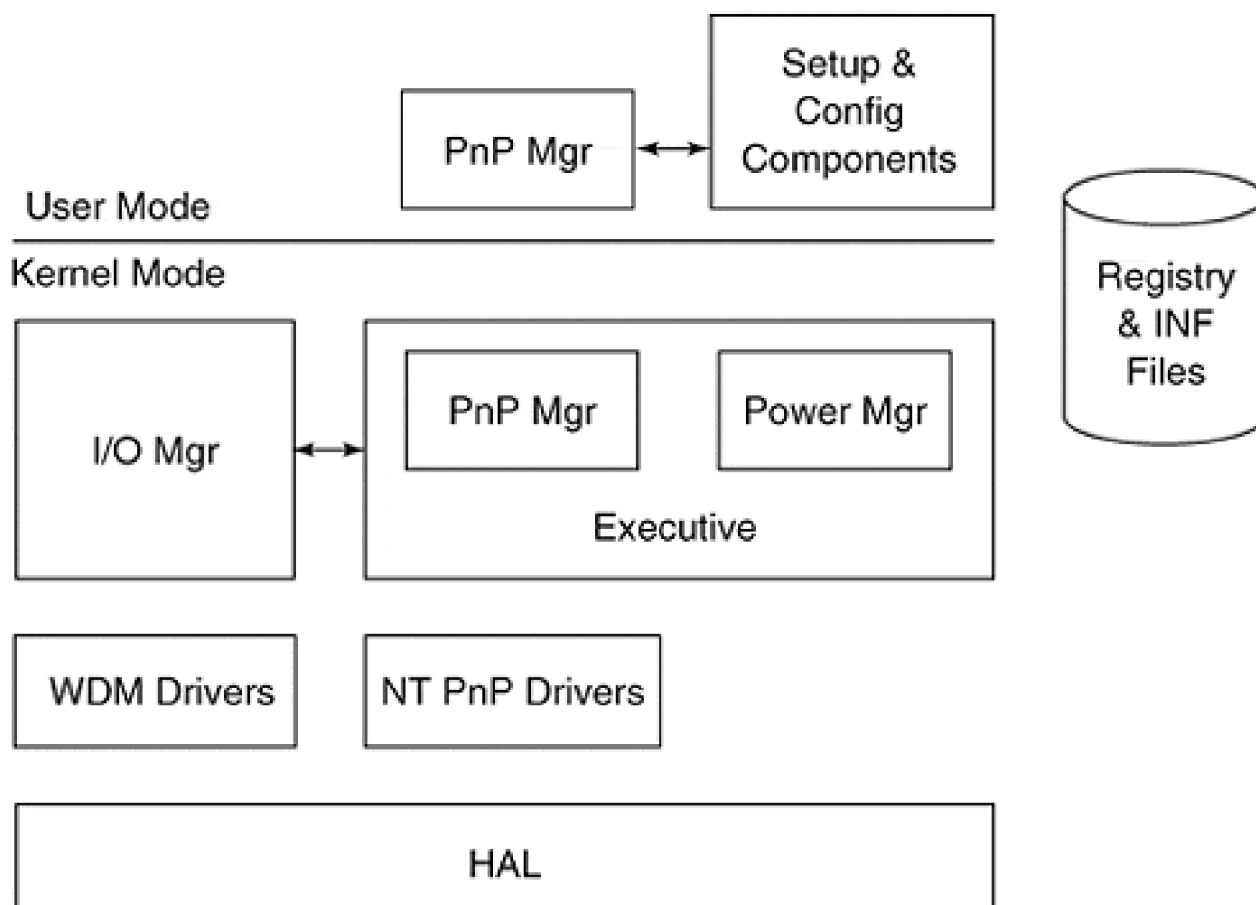 Setup &
Config
Components
PnP Mgr
User Mode
Kernel Mode
Registry
& INF
Files
I/O Mgr
PnP Mgr
Power Mgr
Executive
WDM Drivers
NT PnP Drivers
HAL